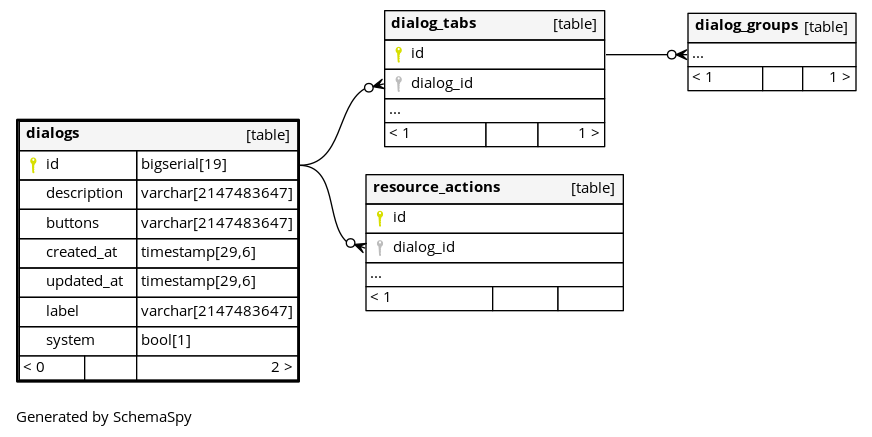 dialog_tabs [table]
id
dialog_id
...
< 1 1 >
dialog_groups [table]
...
< 1 1 >
dialogs [table]
id bigserial[19]
description varchar[2147483647]
buttons varchar[2147483647]
created_at timestamp[29,6]
updated_at timestamp[29,6]
label varchar[2147483647]
system bool[1]
< 0 2 >
resource_actions [table]
id
dialog_id
...
< 1
Generated by SchemaSpy